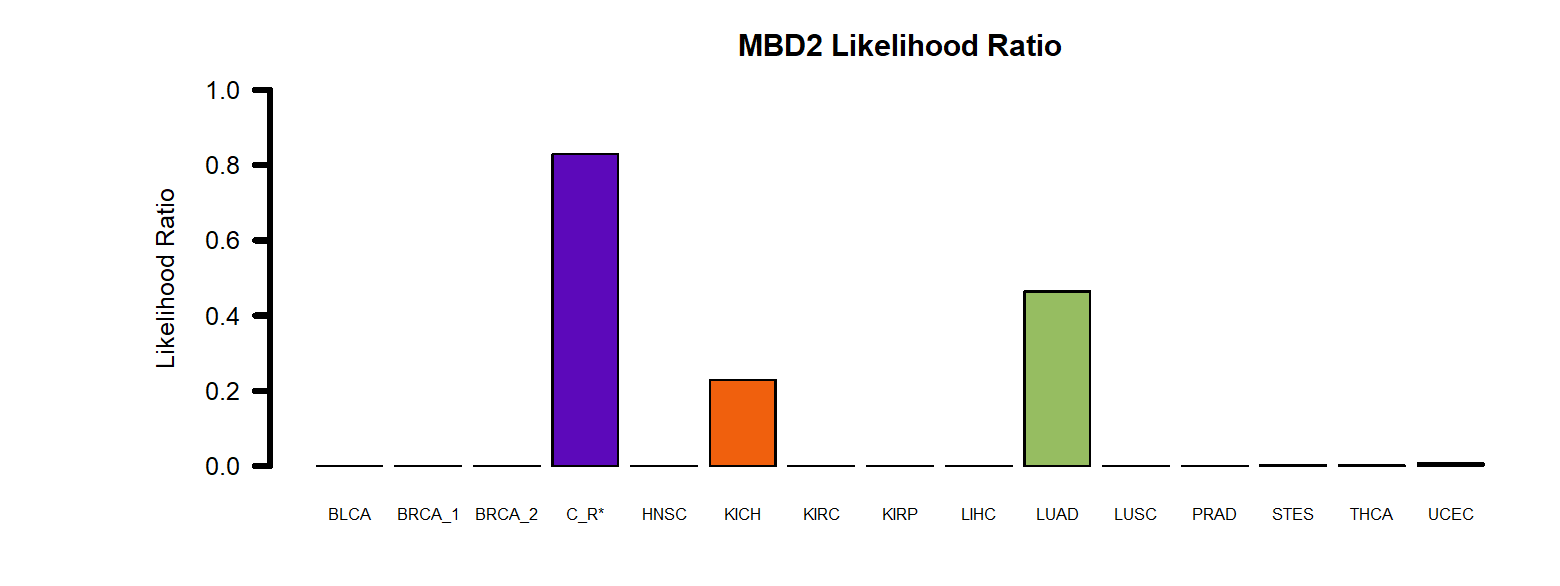 MBD2 Likelihood Ratio
Likelihood Ratio
1.0
0.8
0.6
0.4
0.2
0.0
BLCA BRCA_1 BRCA_2 C_R* HNSC KICH KIRC KIRP LIHC LUAD LUSC PRAD STES THCA UCEC